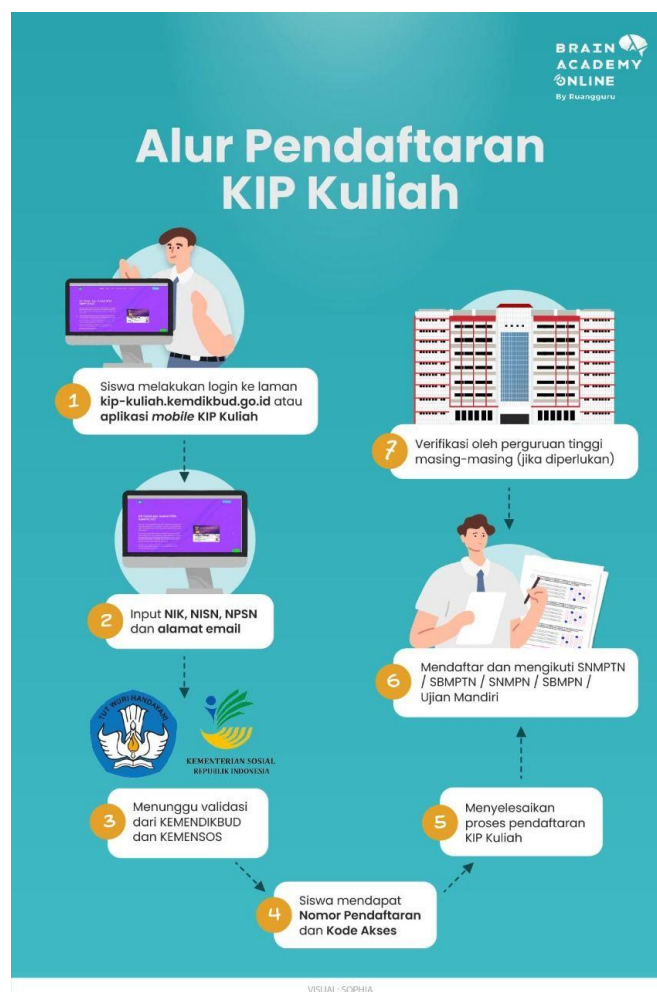 BRAIN
ACADEMY
ONLINE
By Ruangguru
Alur Pendaftaran
KIP Kuliah
1
Siswa melakukan login ke laman
kip-kuliah.kemdikbud.go.id atau
aplikasi mobile KIP Kuliah
2
Input NIK, NISN, NPSN
dan alamat email
TUT WURI HANDAYANI
KEMENTERIAN SOSIAL
REPUBLIK INDONESIA
3
Menunggu validasi
dari KEMENDIKBUD
dan KEMENSOS
4
Siswa mendapat
Nomor Pendaftaran
dan Kode Akses
5
Menyelesaikan
proses pendaftaran
KIP Kuliah
6
Mendaftar dan mengikuti SNMPTN
/ SBMPTN / SNMPN / SBMPN /
Ujian Mandiri
7
Verifikasi oleh perguruan tinggi
masing-masing (jika diperlukan)
VISUAL: SOPHIA